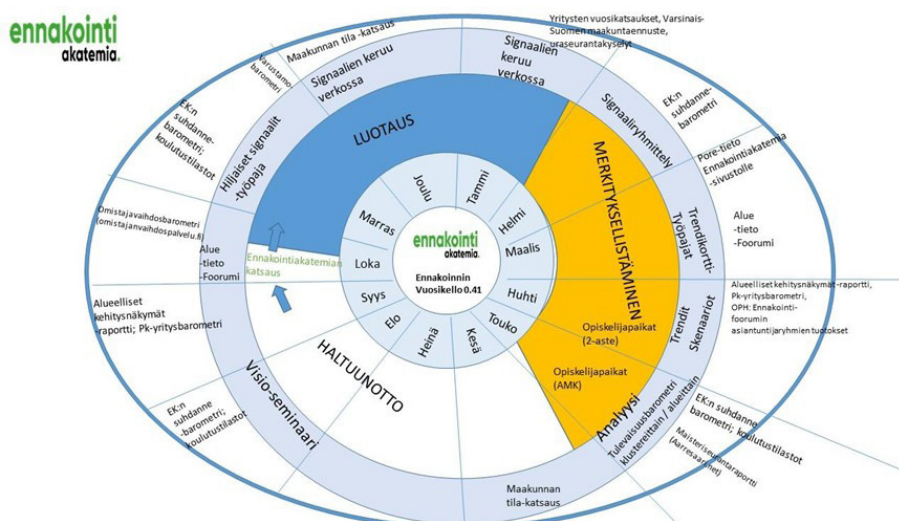 ennakointi
akatemia.
Yritysten vuosikatsaukset, Varsinais-
Suomen maakuntaennuste,
uraseurantakyselyt
Maakunnan tila -katsaus
Signaalien keruu
verkossa
Signaalien
keruu
verkossa
Varustamo-
barometri
EK:n
suhdanne-
barometri;
koulutustilastot
Hiljaiset signaalit
-työpaja
LUOTAUS
Signaaliryhmittely
EK:n
suhdanne-
barometri
Pore-tieto
Ennakointiakatemia
-sivustolle
MERKITYKSELLISTÄMINEN
Trendikortti-
Työpajat
Alue
-tieto
-Foorumi
Omistajavaihdosbarometri
(omistajanvaihdospalvelu.fi)
Alue
-tieto
-Foorumi
Ennakointiakatemian
katsaus
Tammi
Helmi
Maalis
Huhti
Touko
Kesä
Heinä
Elo
Syys
Loka
Marras
Joulu
ennakointi
akatemia.
Ennakoinnin
Vuosikello 0.41
Alueelliset
kehitysnäkymät
-raportti; Pk-yritysbarometri
Alueelliset kehitysnäkymät -raportti,
Pk-yritysbarometri,
OPH: Ennakointi-
foorumin
asiantuntijaryhmien tuotokset
Trendit
Skenaariot
Opiskelijapaikat
(2-aste)
Opiskelijapaikat
(AMK)
HALTUUNOTTO
Visio-seminaari
EK:n
suhdanne
-barometri;
koulutustilastot
Analyysi
Tulevaisuusbarometri
klustereittain / alueittain
EK:n suhdanne
barometri; koulutustilastot
Maisteriseurantaraportti
(Aarresaarknet)
Maakunnan
tila-katsaus